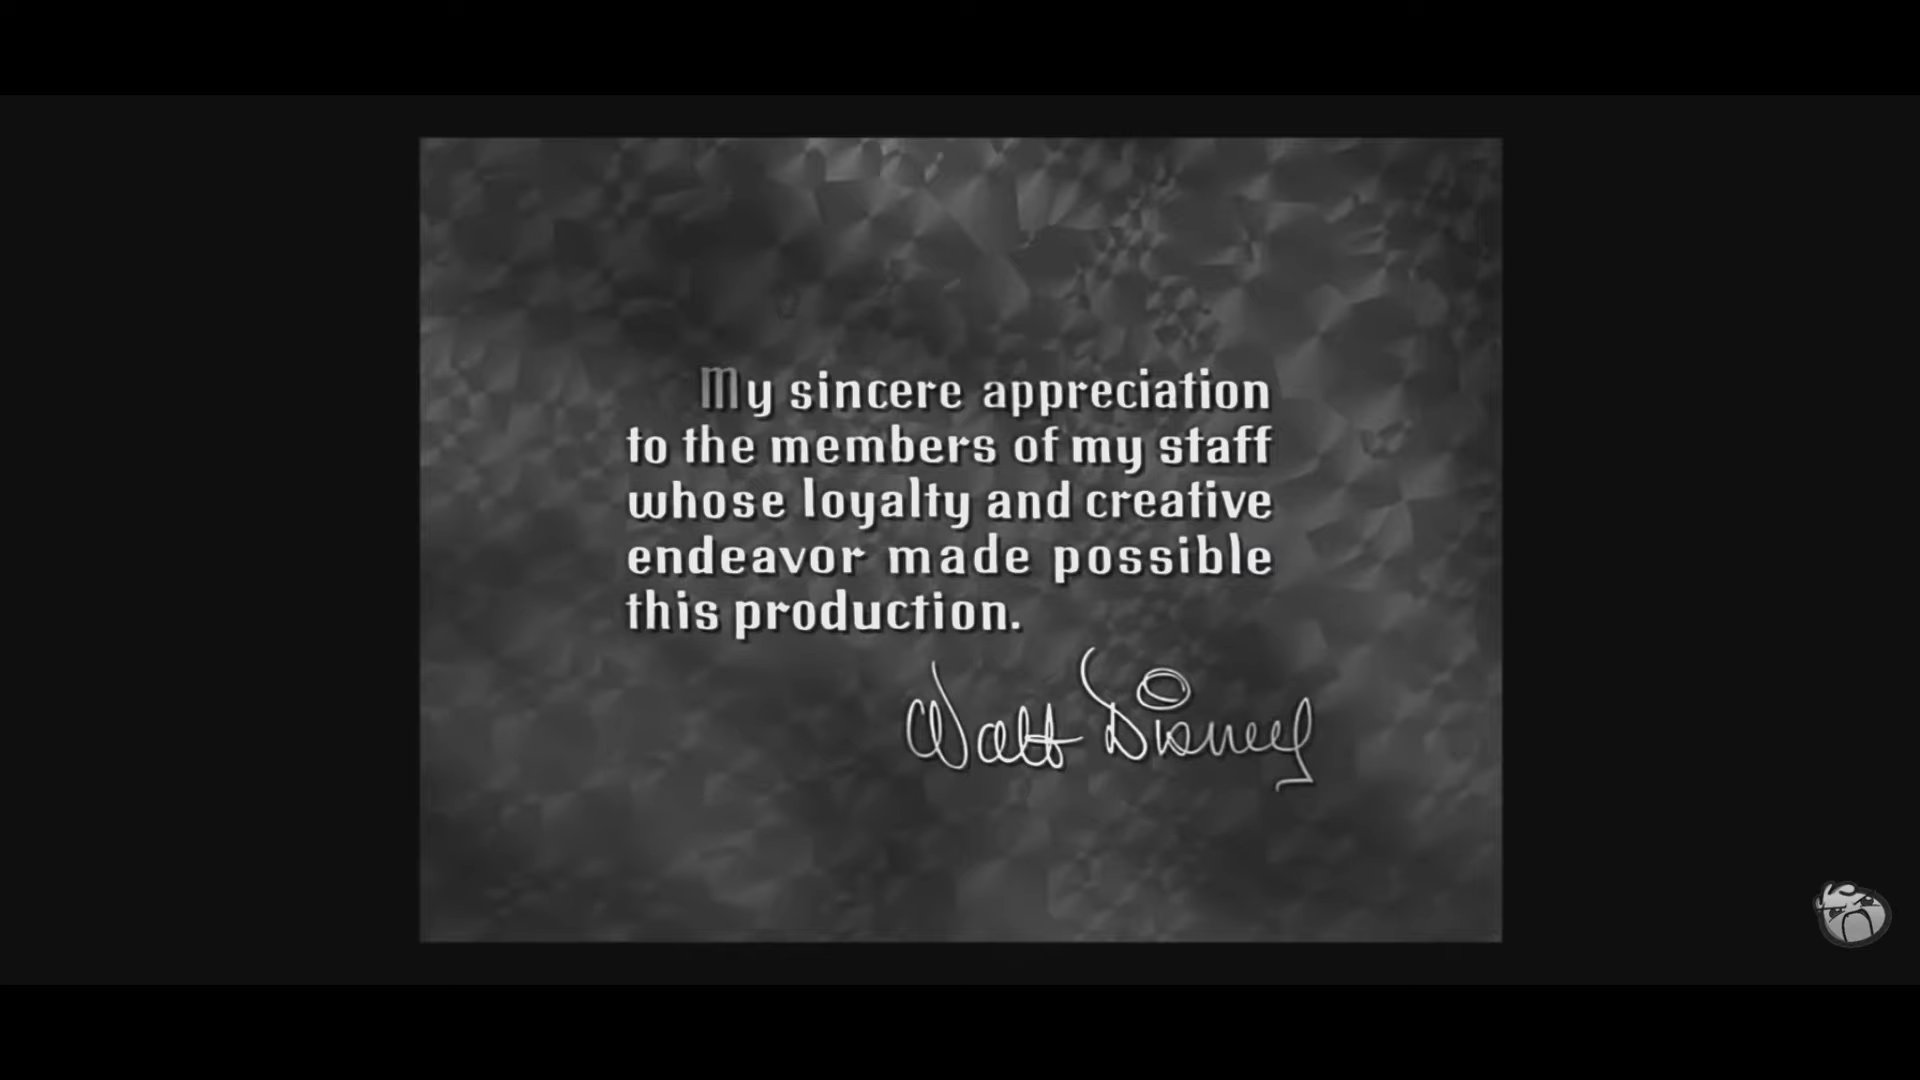 My sincere appreciation
to the members of my staff
whose loyalty and creative
endeavor made possible
this production.
Walt Disney